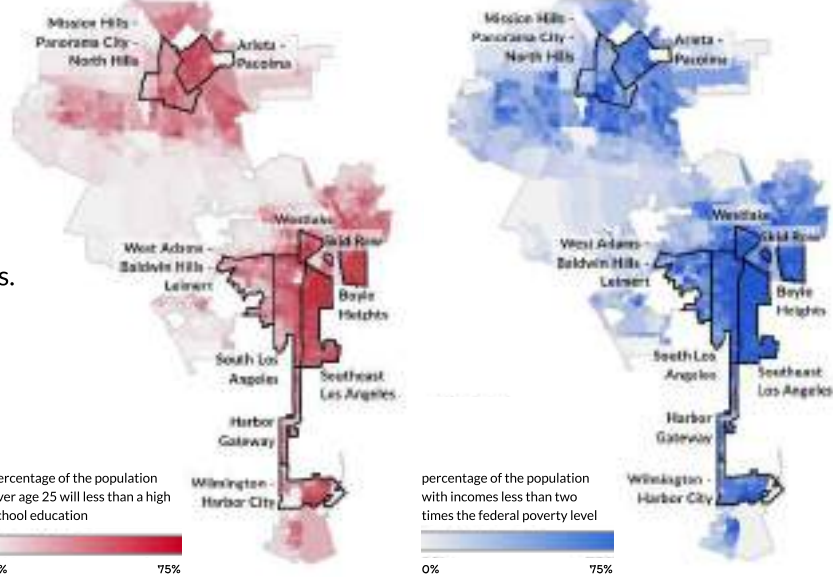 Mission Hills -
Panorama City -
North Hills
Arleta -
Pacoima
Westlake
Skid Row
West Adams -
Baldwin Hills -
Leimert
Boyle
Heights
South Los
Angeles
Southeast
Los Angeles
Harbor
Gateway
Wilmington -
Harbor City
s.
ercentage of the population
ver age 25 will less than a high
chool education
%
75%
Mission Hills -
Panorama City -
North Hills
Arleta -
Pacoima
Westlake
Skid Row
West Adams -
Baldwin Hills -
Leimert
Boyle
Heights
South Los
Angeles
Southeast
Los Angeles
Harbor
Gateway
Wilmington -
Harbor City
percentage of the population
with incomes less than two
times the federal poverty level
0%
75%